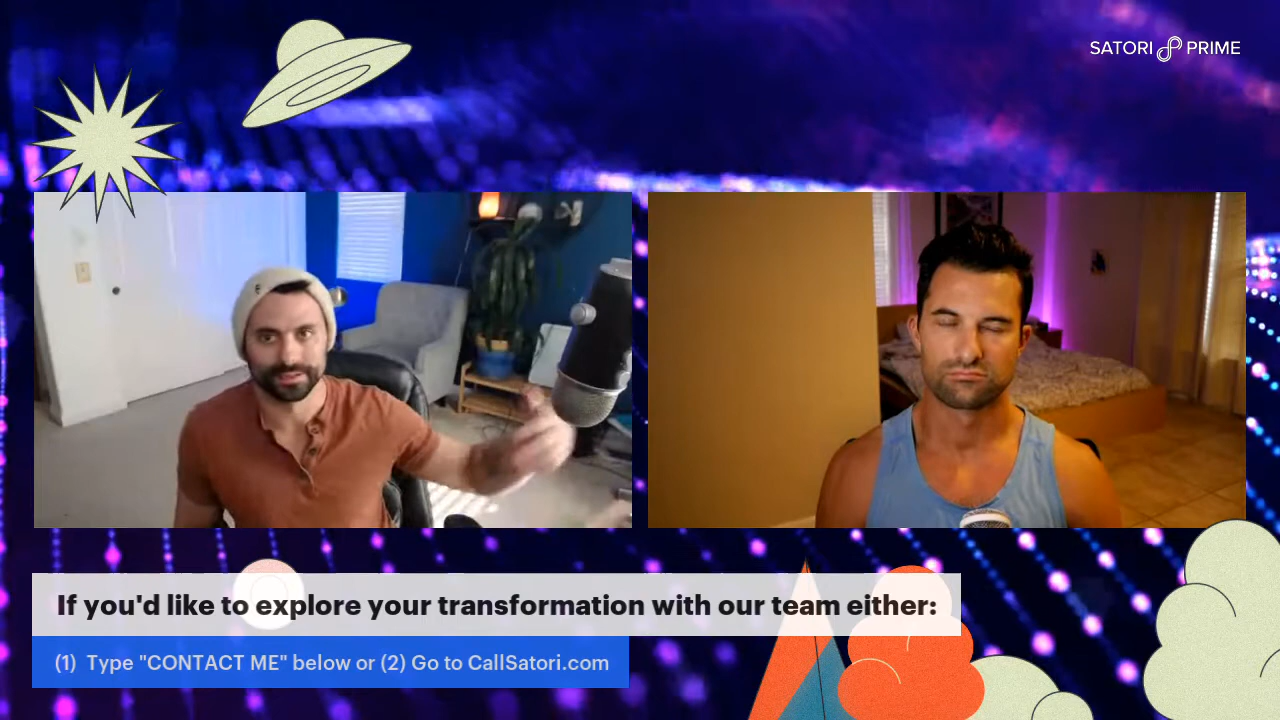 SATORI PRIME
If you'd like to explore your transformation with our team either:
(1) Type "CONTACT ME" below or (2) Go to CallSatori.com